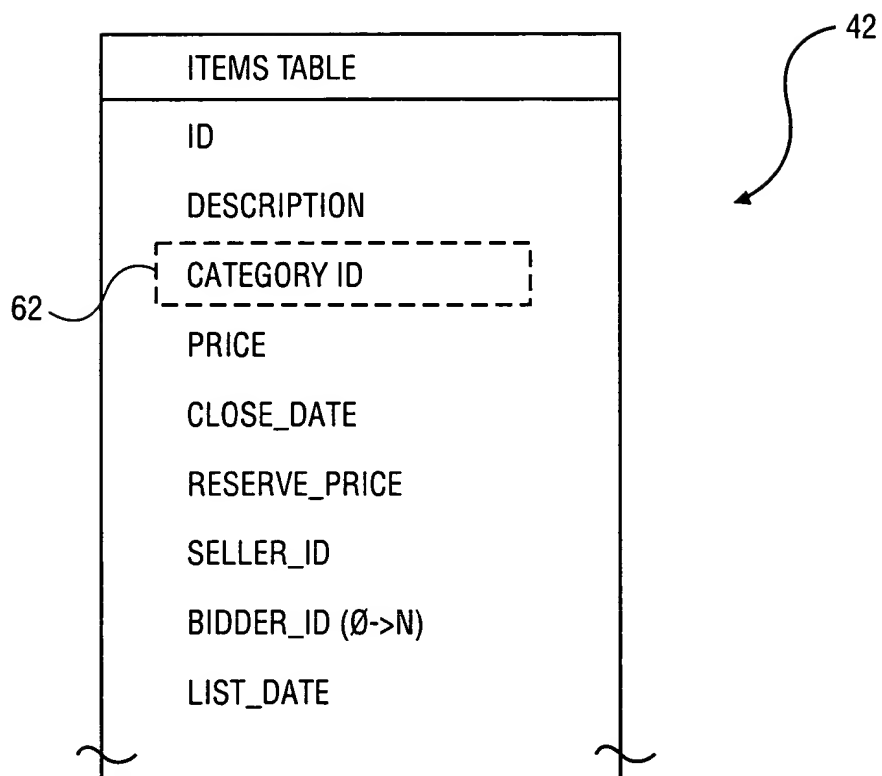 42
ITEMS TABLE
ID
DESCRIPTION
CATEGORY ID
62
PRICE
CLOSE_DATE
RESERVE_PRICE
SELLER_ID
BIDDER_ID (Ø->N)
LIST_DATE